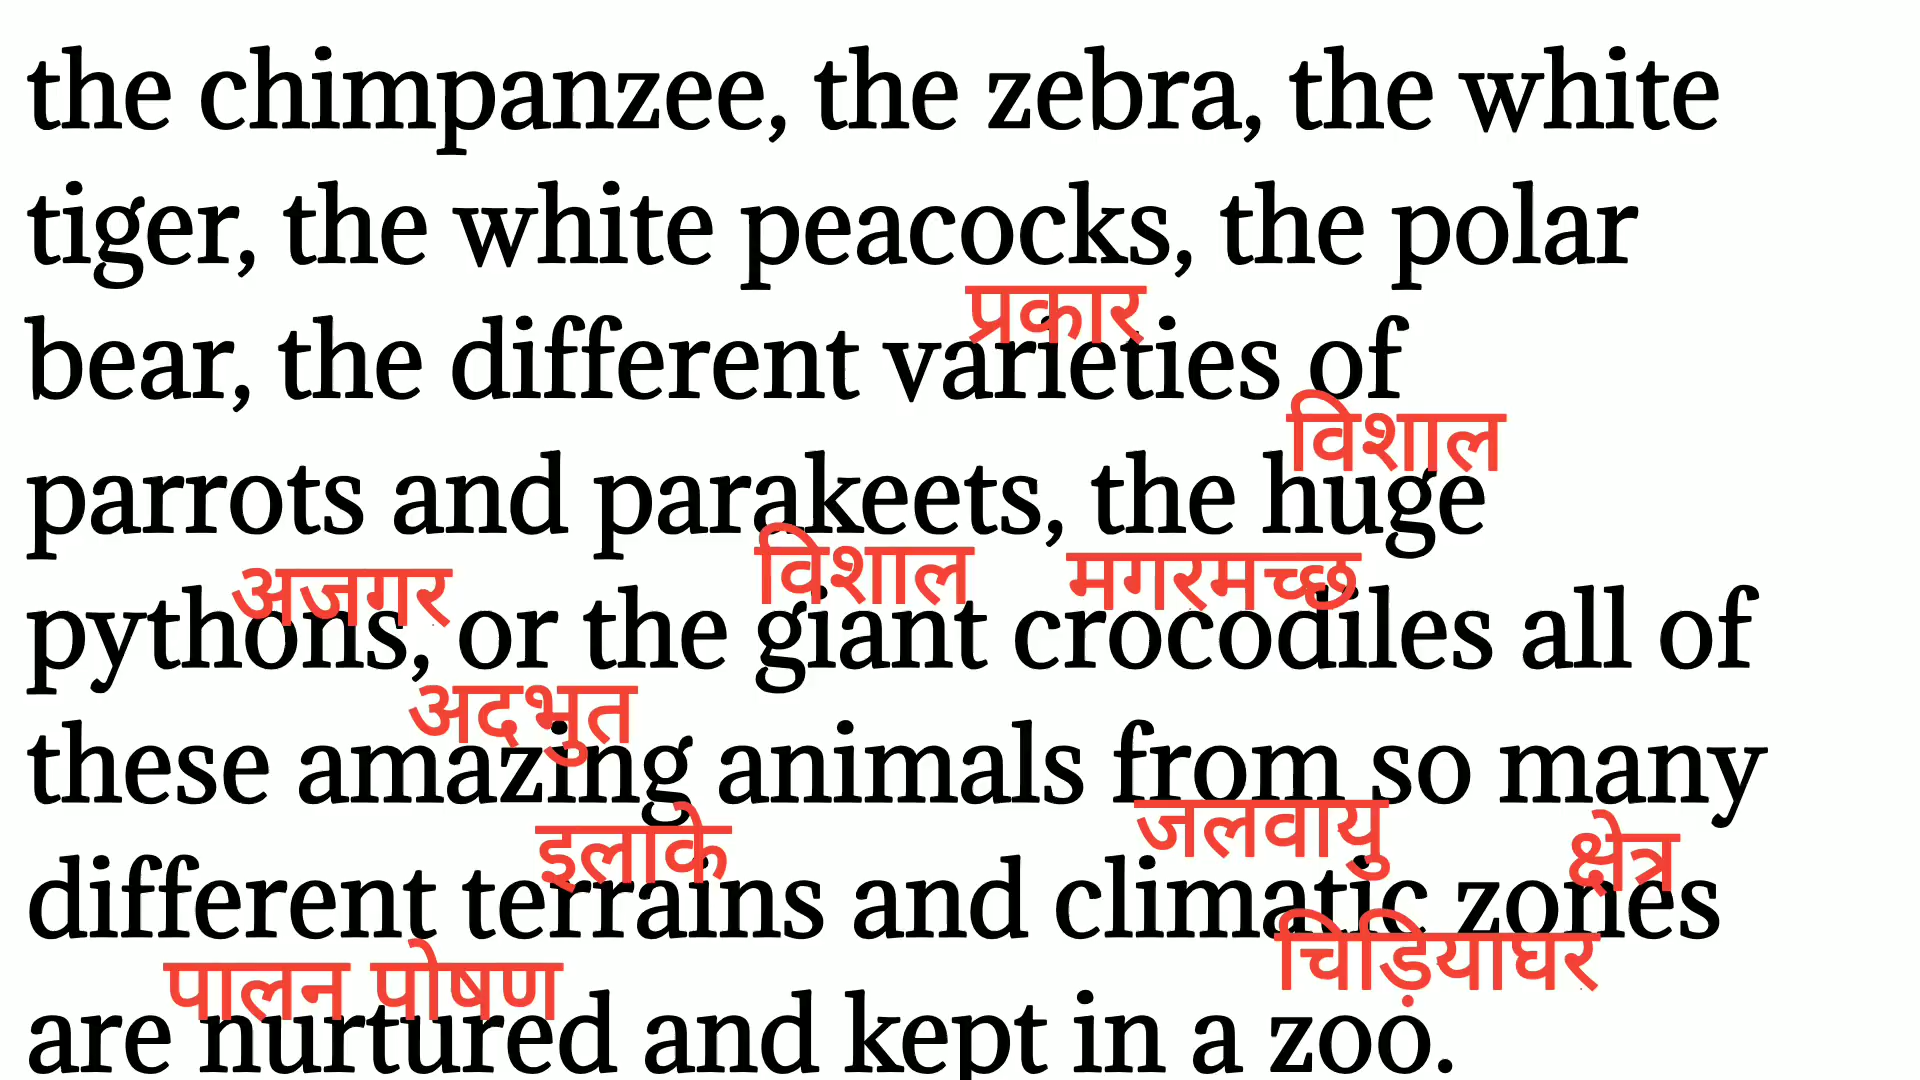 the chimpanzee, the zebra, the white
tiger, the white peacocks, the polar
प्रकार
bear, the different varieties of
विशाल
parrots and parakeets, the huge
अजगर विशाल मगरमच्छ
pythons, or the giant crocodiles all of
अदभुत
these amazing animals from so many
इलाके जलवायु क्षेत्र
different terrains and climatic zones
पालन पोषण चिड़ियाघर
are nurtured and kept in a zoo.